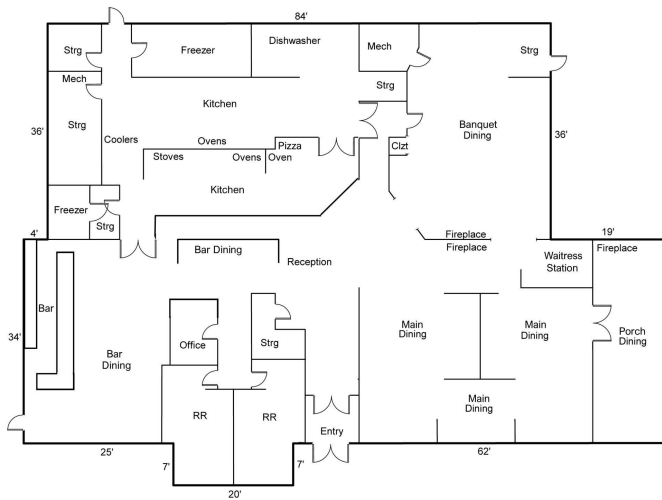 84'
Strg
Freezer
Dishwasher
Mech
Strg
Mech
Strg
Strg
Kitchen
36'
Coolers
Ovens
Pizza
Oven
Clzt
Banquet
Dining
36'
Stoves
Ovens
Kitchen
Freezer
Strg
4'
Fireplace
Fireplace
19'
Bar Dining
Reception
Waitress
Station
Fireplace
Bar
34'
Office
Strg
Main
Dining
Main
Dining
Porch
Dining
Bar
Dining
Main
Dining
RR
RR
Entry
25'
7'
7'
62'
20'